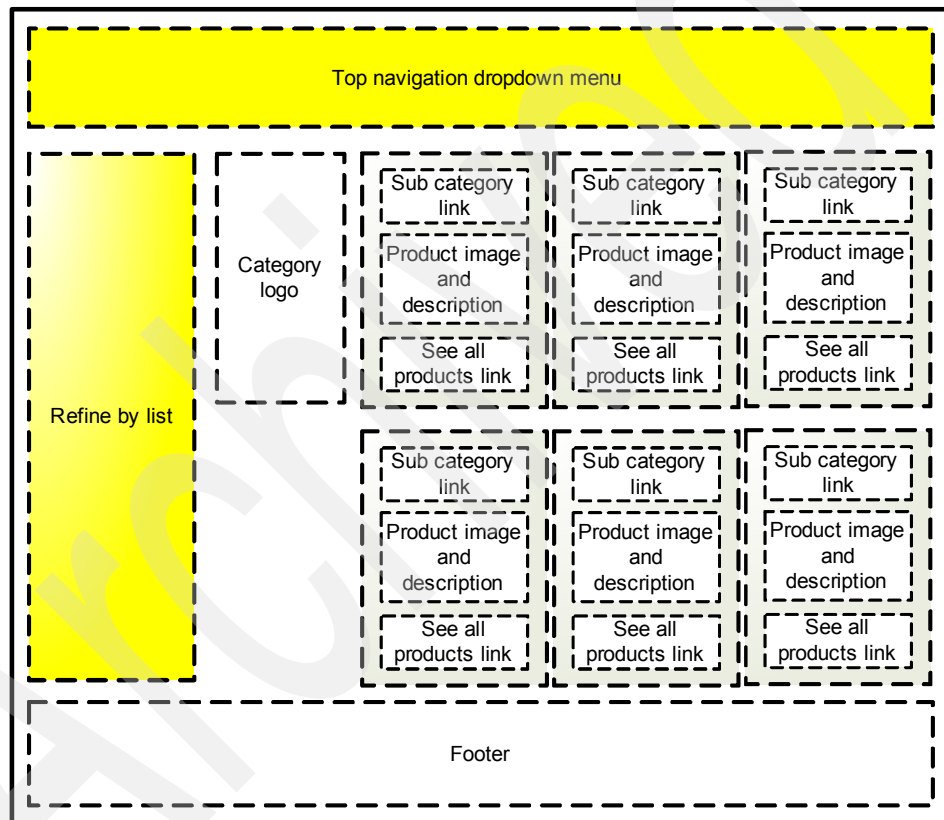 Top navigation dropdown menu
Refine by list
Category
logo
Sub category
link
Product image
and
description
See all
products link
Sub category
link
Product image
and
description
See all
products link
Sub category
link
Product image
and
description
See all
products link
Sub category
link
Product image
and
description
See all
products link
Sub category
link
Product image
and
description
See all
products link
Sub category
link
Product image
and
description
See all
products link
Footer
Archived